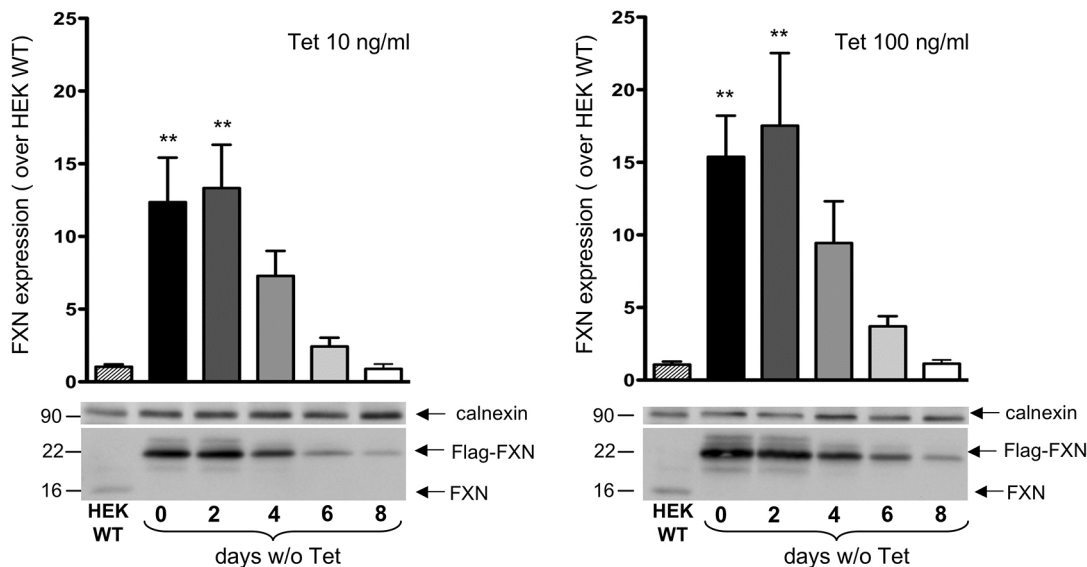 Tet 10 ng/ml
FXN expression ( over HEK WT)
25
20
15
10
5
0
**
**
90
calnexin
22
Flag-FXN
16
FXN
HEK
WT
0 2 4 6 8
days w/o Tet
Tet 100 ng/ml
FXN expression ( over HEK WT)
25
20
15
10
5
0
**
**
90
calnexin
22
Flag-FXN
16
FXN
HEK
WT
0 2 4 6 8
days w/o Tet